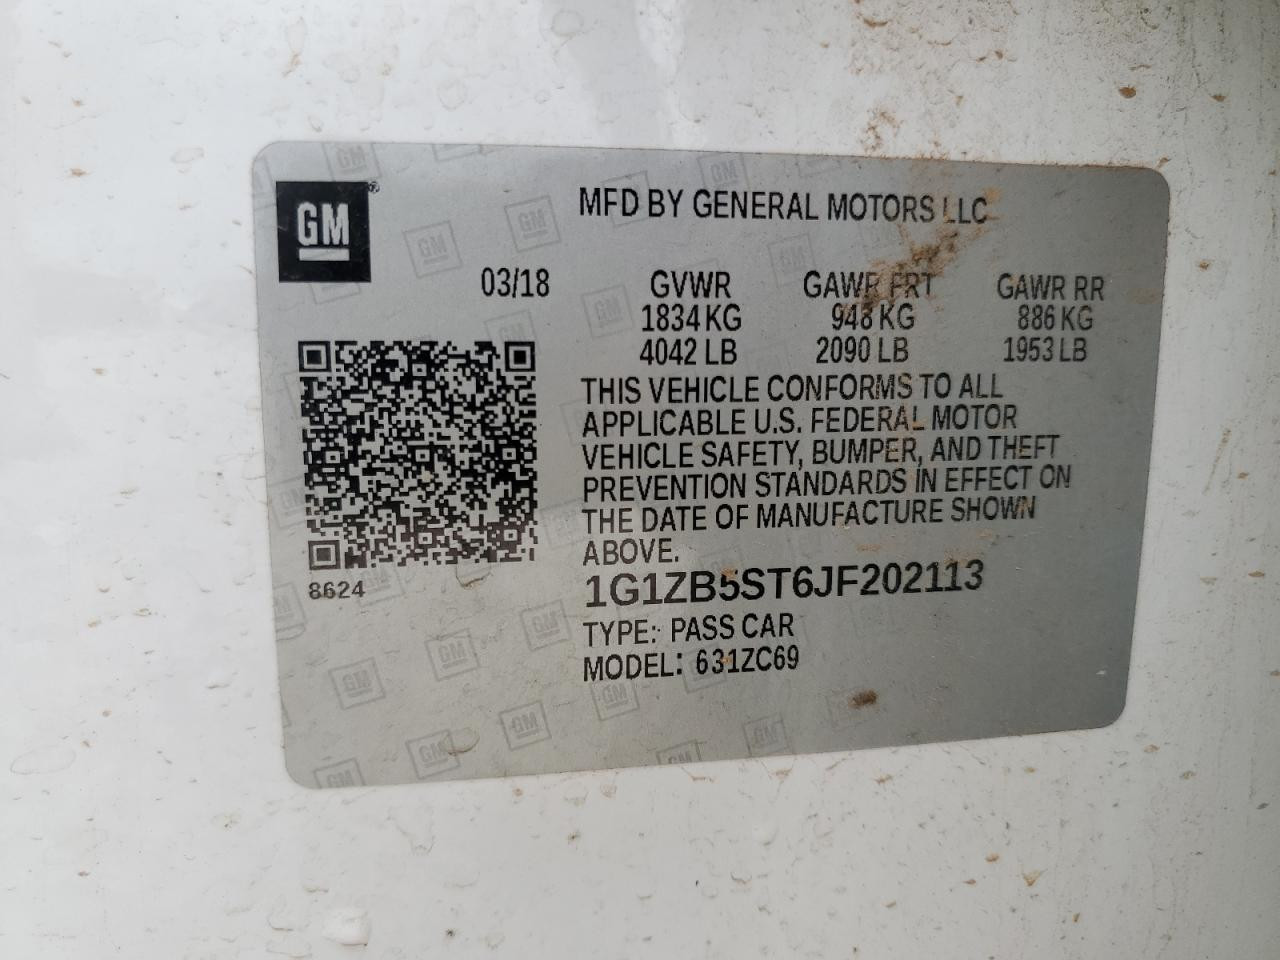 GM®
MFD BY GENERAL MOTORS LLC
03/18 GVWR GAWR FRT GAWR RR
1834 KG 948 KG 886 KG
4042 LB 2090 LB 1953 LB
THIS VEHICLE CONFORMS TO ALL
APPLICABLE U.S. FEDERAL MOTOR
VEHICLE SAFETY, BUMPER, AND THEFT
PREVENTION STANDARDS IN EFFECT ON
THE DATE OF MANUFACTURE SHOWN
ABOVE.
8624
1G1ZB5ST6JF202113
TYPE: PASS CAR
MODEL: 631ZC69